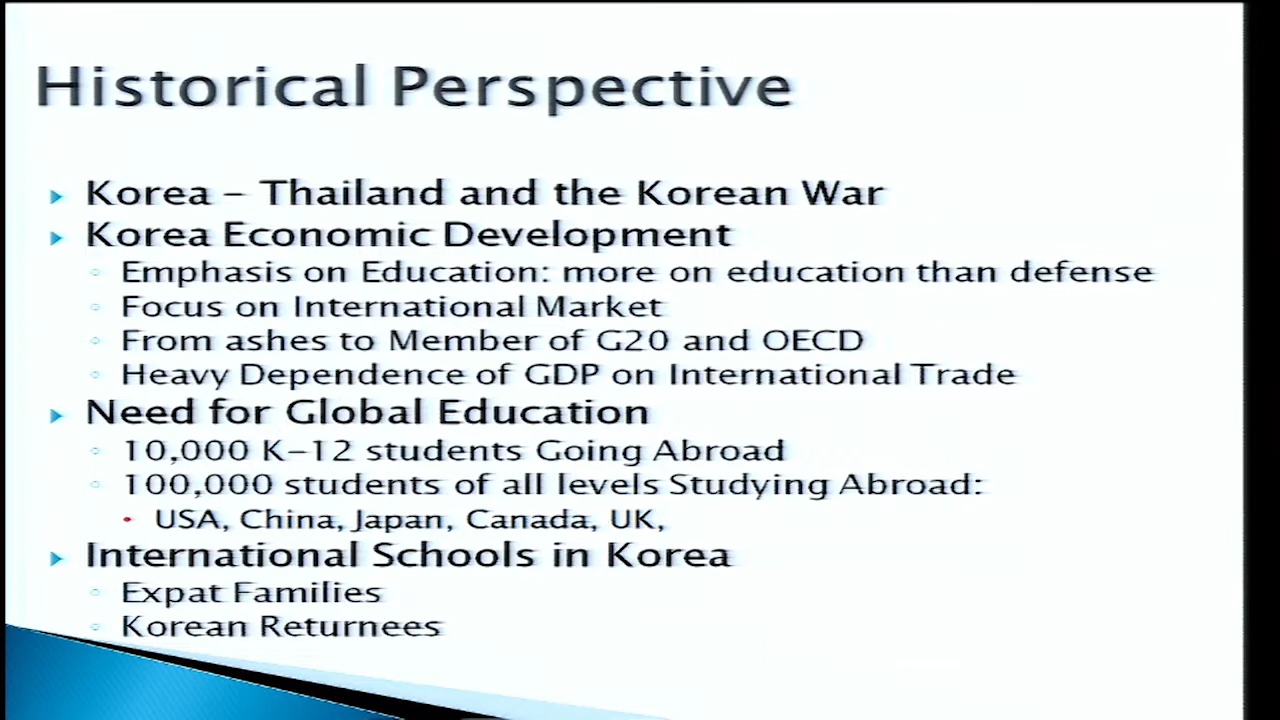 Historical Perspective
Korea – Thailand and the Korean War
Korea Economic Development
Emphasis on Education: more on education than defense
Focus on International Market
From ashes to Member of G20 and OECD
Heavy Dependence of GDP on International Trade
Need for Global Education
10,000 K-12 students Going Abroad
100,000 students of all levels Studying Abroad:
USA, China, Japan, Canada, UK,
International Schools in Korea
Expat Families
Korean Returnees